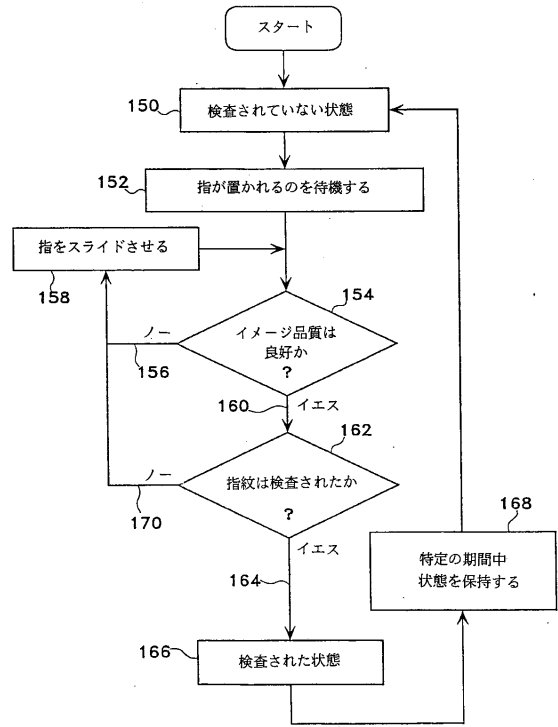 スタート
150
検査されていない状態
152
指が置かれるのを待機する
指をスライドさせる
158
154
イメージ品質は
良好か
?
ノー
156
160
イエス
162
指紋は検査されたか
?
ノー
170
イエス
164
168
特定の期間中
状態を保持する
166
検査された状態